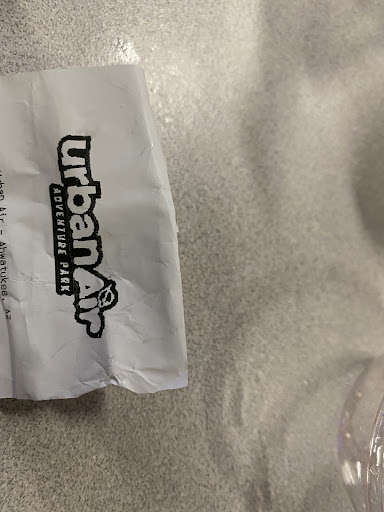 urbanAir
ADVENTURE PARK
Urban Air - Ahwatukee, AZ